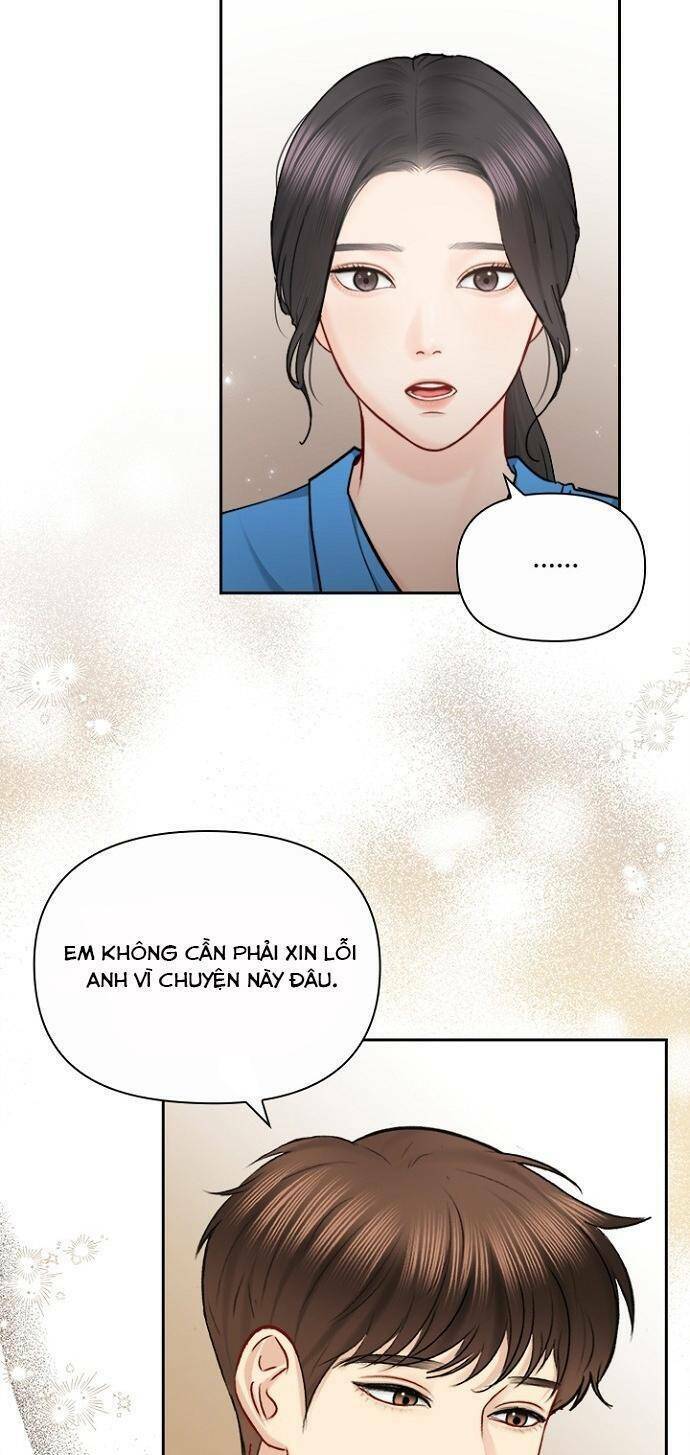 ......
EM KHÔNG CẦN PHẢI XIN LỖI
ANH VÌ CHUYỆN NÀY ĐÂU.